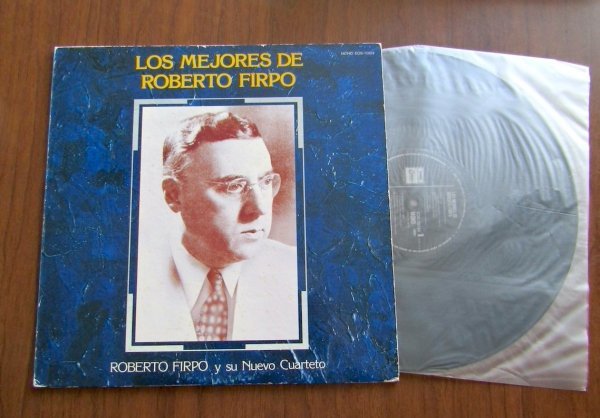 LOS MEJORES DE
ROBERTO FIRPO
ROBERTO FIRPO y su Nuevo Cuarteto